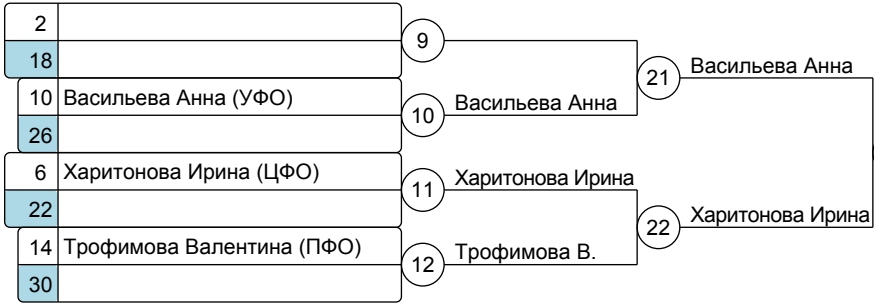 2
18
9
10 Васильева Анна (УФО)
26
10
Васильева Анна
21
Васильева Анна
6 Харитонова Ирина (ЦФО)
22
11
Харитонова Ирина
14 Трофимова Валентина (ПФО)
30
12
Трофимова В.
22
Харитонова Ирина